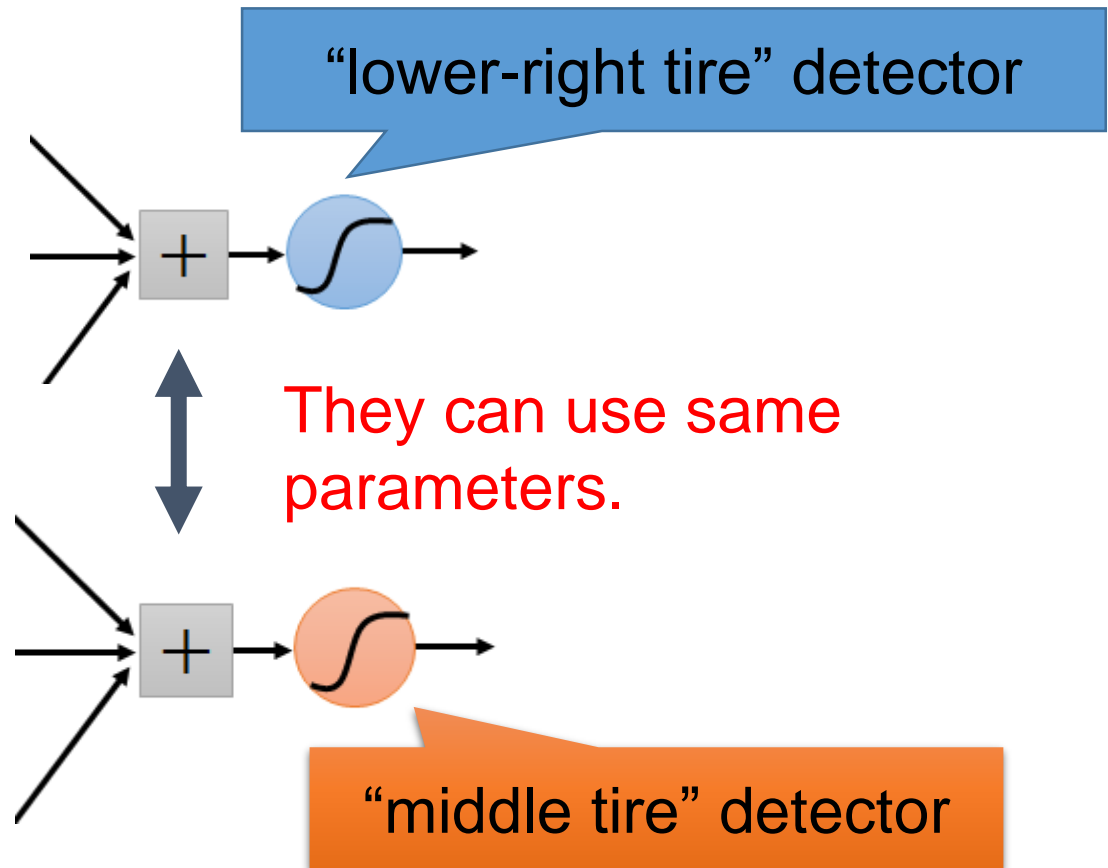 “lower-right tire” detector
+
They can use same
parameters.
+
“middle tire” detector